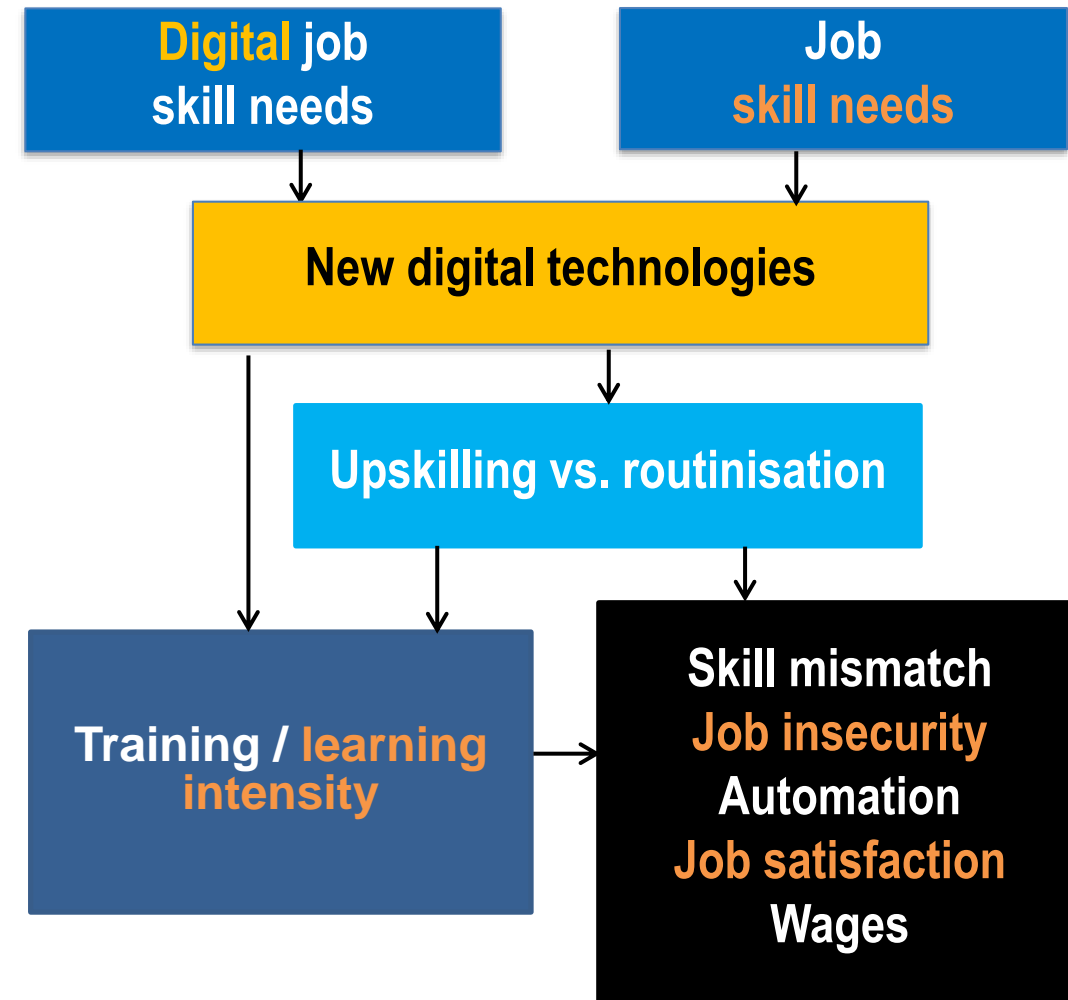 Digital job
skill needs
Job
skill needs
New digital technologies
Upskilling vs. routinisation
Training / learning
intensity
Skill mismatch
Job insecurity
Automation
Job satisfaction
Wages